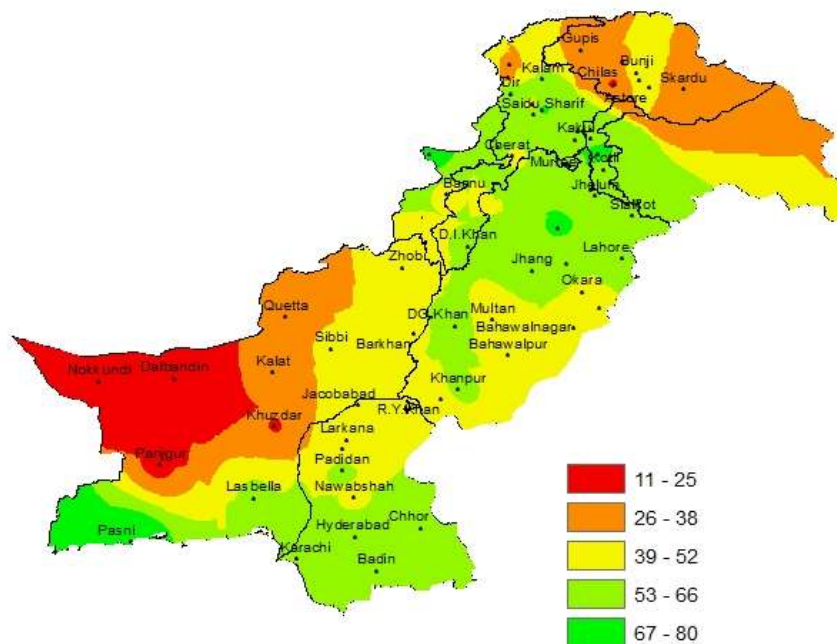 Gupis
Bunji
Kalam
Chilas
Skardu
Dir
Astore
Saidu Sharif
Kakul
Cherat
Murree
Kotli
Bannu
Jhelum
Sialkot
D.I.Khan
Zhob
Lahore
Jhang
Okara
Quetta
DG.Khan
Multan
Sibbi
Barkhan
Bahawalnagar
Bahawalpur
Kalat
Nokkundi
Dalbandin
Khanpur
Jacobabad
R.Y.Khan
Khuzdar
Larkana
Panjgur
Padidan
Lasbella
Nawabshah
Pasni
Hyderabad
Chhor
Karachi
Badin
11 - 25
26 - 38
39 - 52
53 - 66
67 - 80